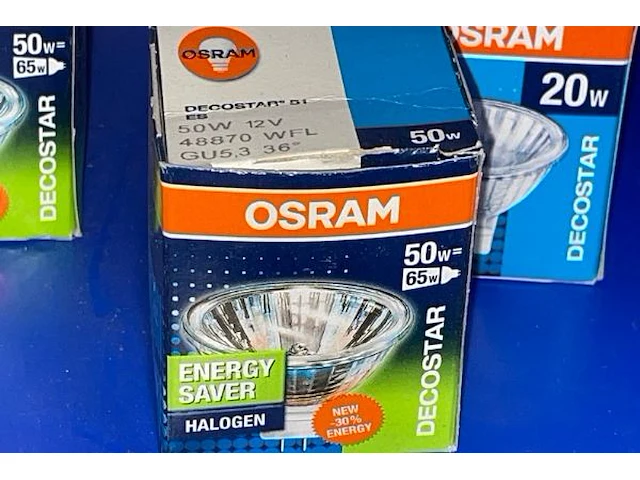 50W=
65W
DECOSTAR
OSRAM
DECOSTAR® 51
ES
50W 12V
48870 WFL
GU5,3 36°
50W
OSRAM
50W=
65W
ENERGY
SAVER
HALOGEN
NEW
-30%
ENERGY
DECOSTAR
OSRAM
20W
DECOSTAR